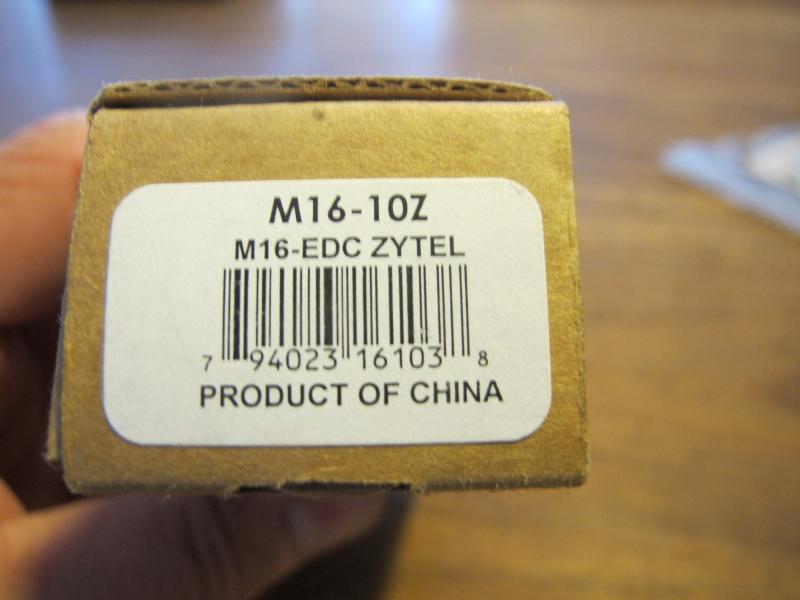 M16-10Z
M16-EDC ZYTEL
7 94023 16103 8
PRODUCT OF CHINA